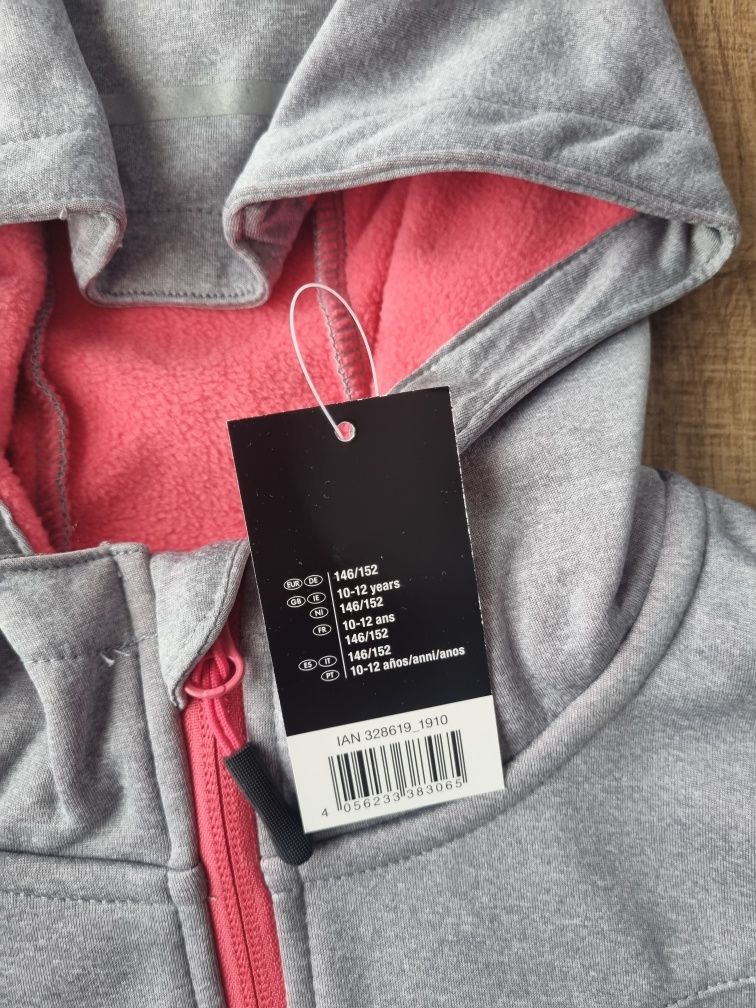 EUR DE 146/152
GB IE 10-12 years
NI 146/152
FR 10-12 ans
146/152
ES IT 146/152
PT 10-12 años/anni/anos
IAN 328619_1910
4 056233 383065